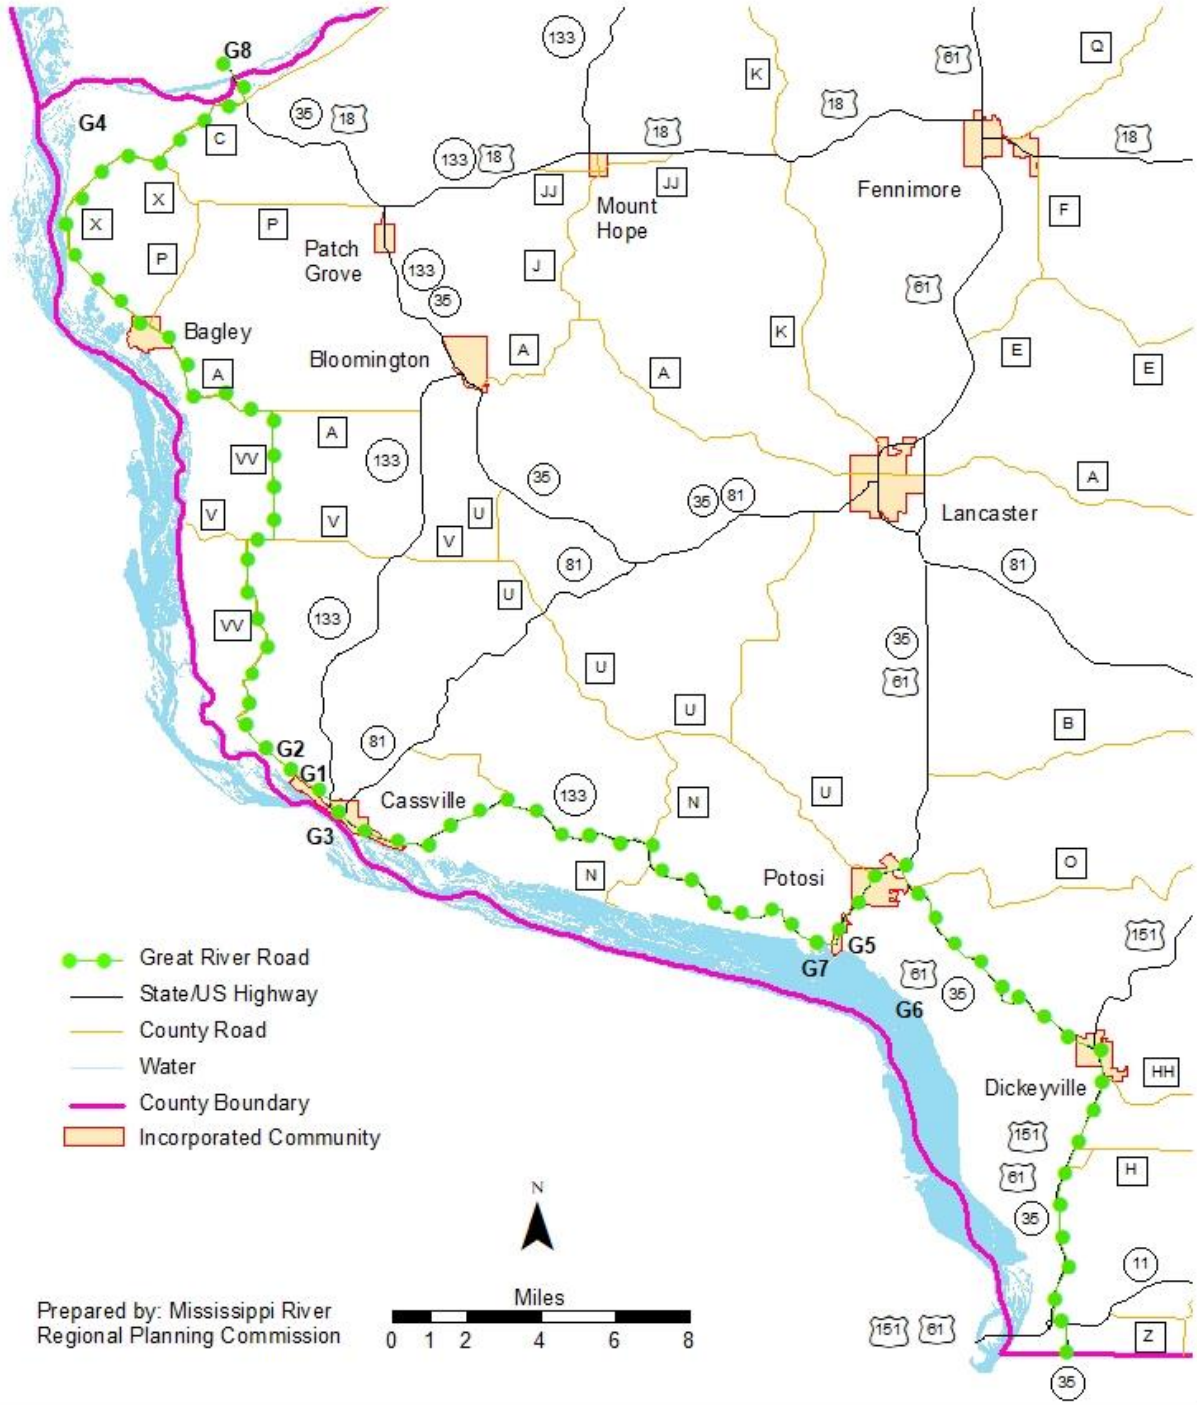 G8
133
61
Q
K
G4
35
18
18
C
133
18
18
18
JJ
JJ
Fennimore
X
Mount
Hope
F
X
P
Patch
Grove
P
J
133
35
61
Bagley
K
Bloomington
A
E
A
A
E
A
133
VV
35
35
81
A
V
V
U
Lancaster
V
81
81
U
133
VV
35
U
61
U
B
81
G2
G1
Cassville
133
N
U
G3
N
Potosi
O
151
Great River Road
G5
G7
61
35
State/US Highway
G6
County Road
Water
HH
Dickeyville
County Boundary
151
Incorporated Community
61
H
N
35
11
Miles
Prepared by: Mississippi River
Regional Planning Commission
151
61
Z
0 1 2 4 6 8
35